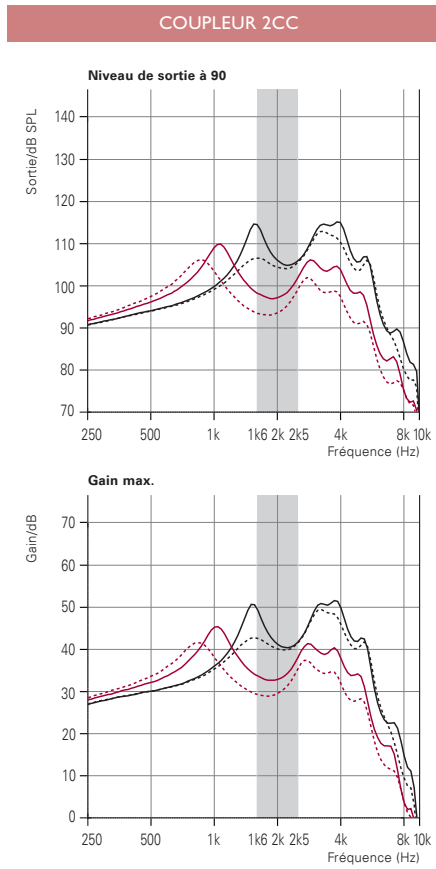 COUPLEUR 2CC
Niveau de sortie à 90
Sortie/dB SPL
140
130
120
110
100
90
80
70
250 500 1k 1k6 2k 2k5 4k 8k 10k
Fréquence (Hz)
Gain max.
Gain/dB
70
60
50
40
30
20
10
0
250 500 1k 1k6 2k 2k5 4k 8k 10k
Fréquence (Hz)